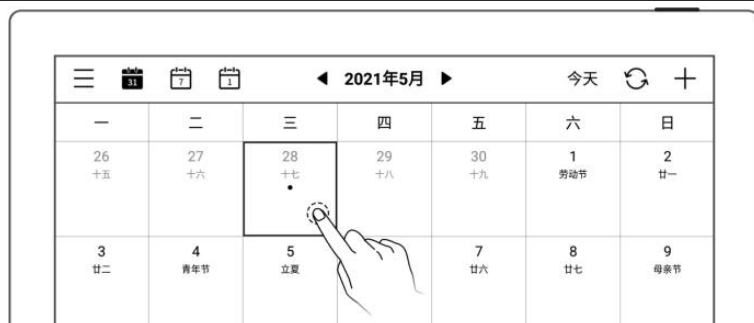 31 7 1 2021年5月 今天
一 二 三 四 五 六 日
26 27 28 29 30 1 2
十五 十六 十七 十八 十九 劳动节 廿一
3 4 5 7 8 9
廿二 青年节 立夏 廿六 廿七 母亲节